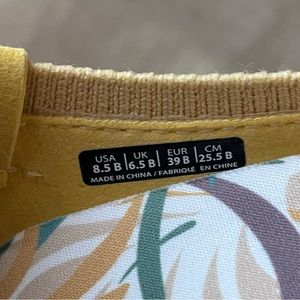 USA UK EUR CM
8.5 B 6.5 B 39 B 25.5 B
MADE IN CHINA / FABRIQUÉ EN CHINE